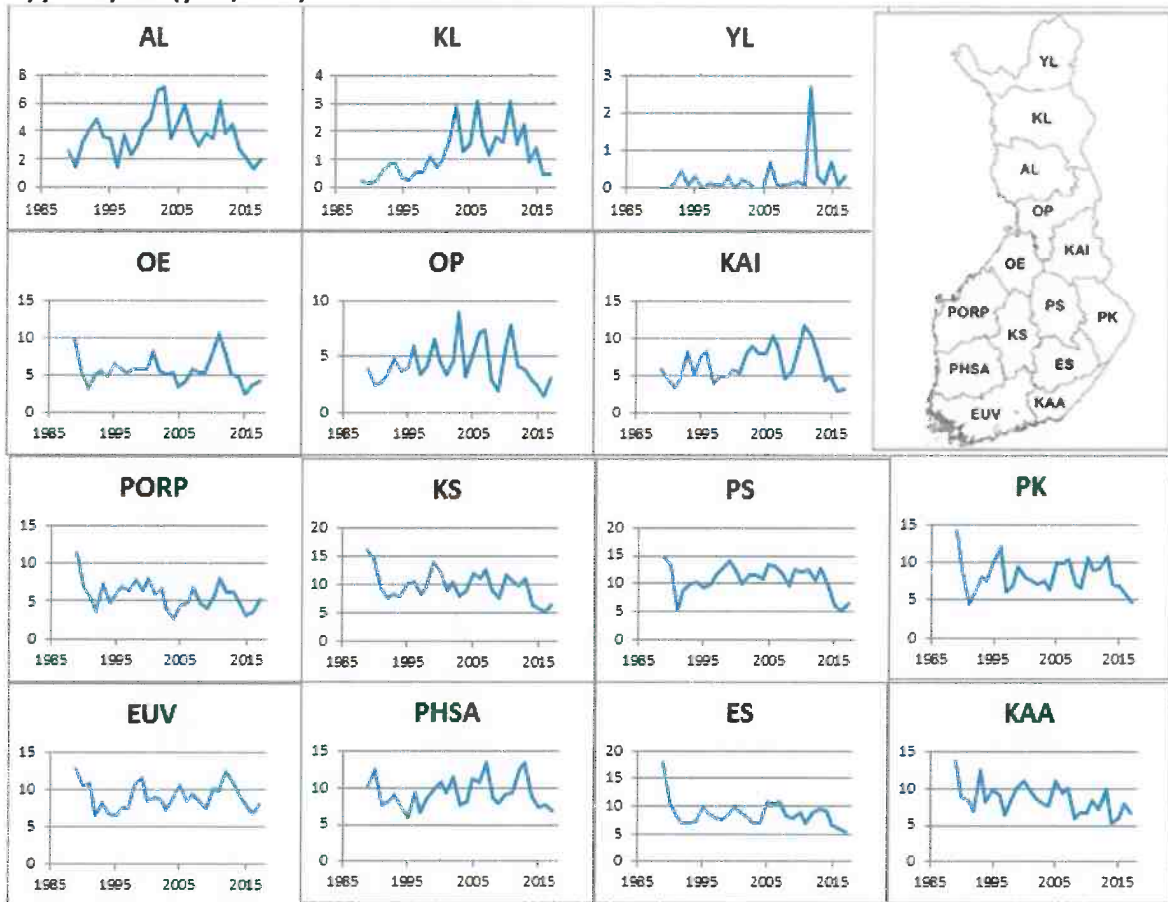 AL KL YL
8 4 3
6 3
2
4 2
1
2 1
0 0 0
1985 1995 2005 2015 1985 1995 2005 2015 1985 1995 2005 2015
YL
KL
AL
OP
KAI
OE
PORP
PS
PK
KS
PHSA
ES
KAA
EUV
OE OP KAI
15 10 15
10 10
5
5 5
0 0 0
1985 1995 2005 2015 1985 1995 2005 2015 1985 1995 2005 2015
PORP KS PS PK
15 20 20 15
15 15
10 10 10 10
5 5 5 5
0 0 0 0
1985 1995 2005 2015 1985 1995 2005 2015 1985 1995 2005 2015 1985 1995 2005 2015
EUV PHSA ES KAA
15 15 20 15
15
10 10 10 10
5 5 5 5
0 0 0 0
1985 1995 2005 2015 1985 1995 2005 2015 1985 1995 2005 2015 1985 1995 2005 2015